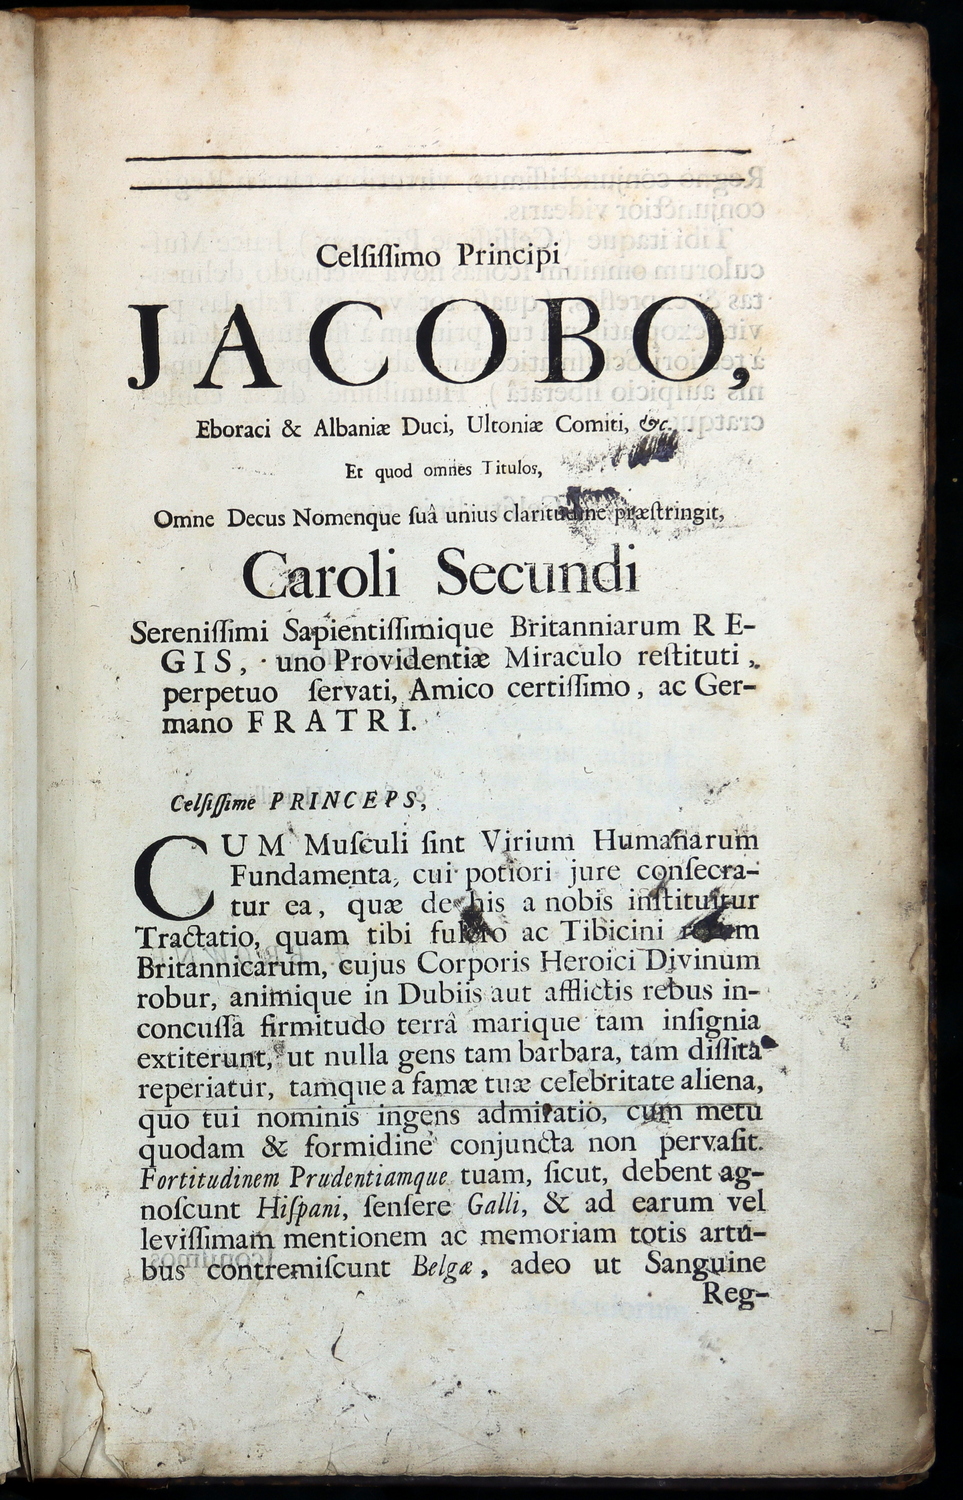 Celſiſſimo Principi
JACOBO,
Eboraci & Albaniæ Duci, Ultoniæ Comiti, &c.
Et quod omnes Titulos,
Omne Decus Nomenque ſuâ unius claritudine præſtringit,
Caroli Secundi
Sereniſſimi Sapientiſſimique Britanniarum RE-
GIS, uno Providentiæ Miraculo reſtituti,
perpetuo ſervati, Amico certiſſimo, ac Ger-
mano FRATRI.
Celſiſſime PRINCEPS,
CUM Muſculi ſint Virium Humanarum
Fundamenta, cui potiori jure conſecra-
tur ea, quæ de his a nobis inſtituitur
Tractatio, quam tibi fulcro ac Tibicini rerum
Britannicarum, cujus Corporis Heroici Divinum
robur, animique in Dubiis aut afflictis rebus in-
concuſſa firmitudo terrâ marique tam inſignia
extiterunt, ut nulla gens tam barbara, tam diſſita
reperiatur, tamque a famæ tuæ celebritate aliena,
quo tui nominis ingens admiratio, cum metu
quodam & formidine conjuncta non pervaſit.
Fortitudinem Prudentiamque tuam, ſicut, debent ag-
noſcunt Hiſpani, ſenſere Galli, & ad earum vel
leviſſimam mentionem ac memoriam totis artu-
bus contremiſcunt Belgæ, adeo ut Sanguine
Reg-